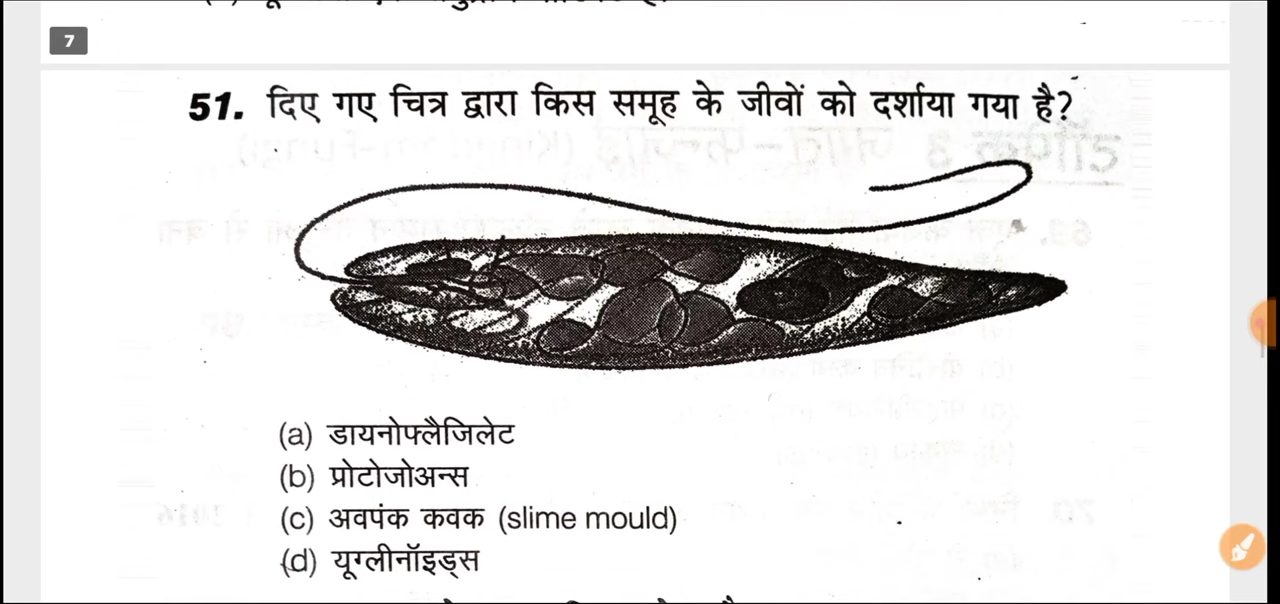 7
51. दिए गए चित्र द्वारा किस समूह के जीवों को दर्शाया गया है?
(a) डायनोफ्लैजिलेट
(b) प्रोटोजोअन्स
(c) अवपंक कवक (slime mould)
(d) यूग्लीनॉइड्स